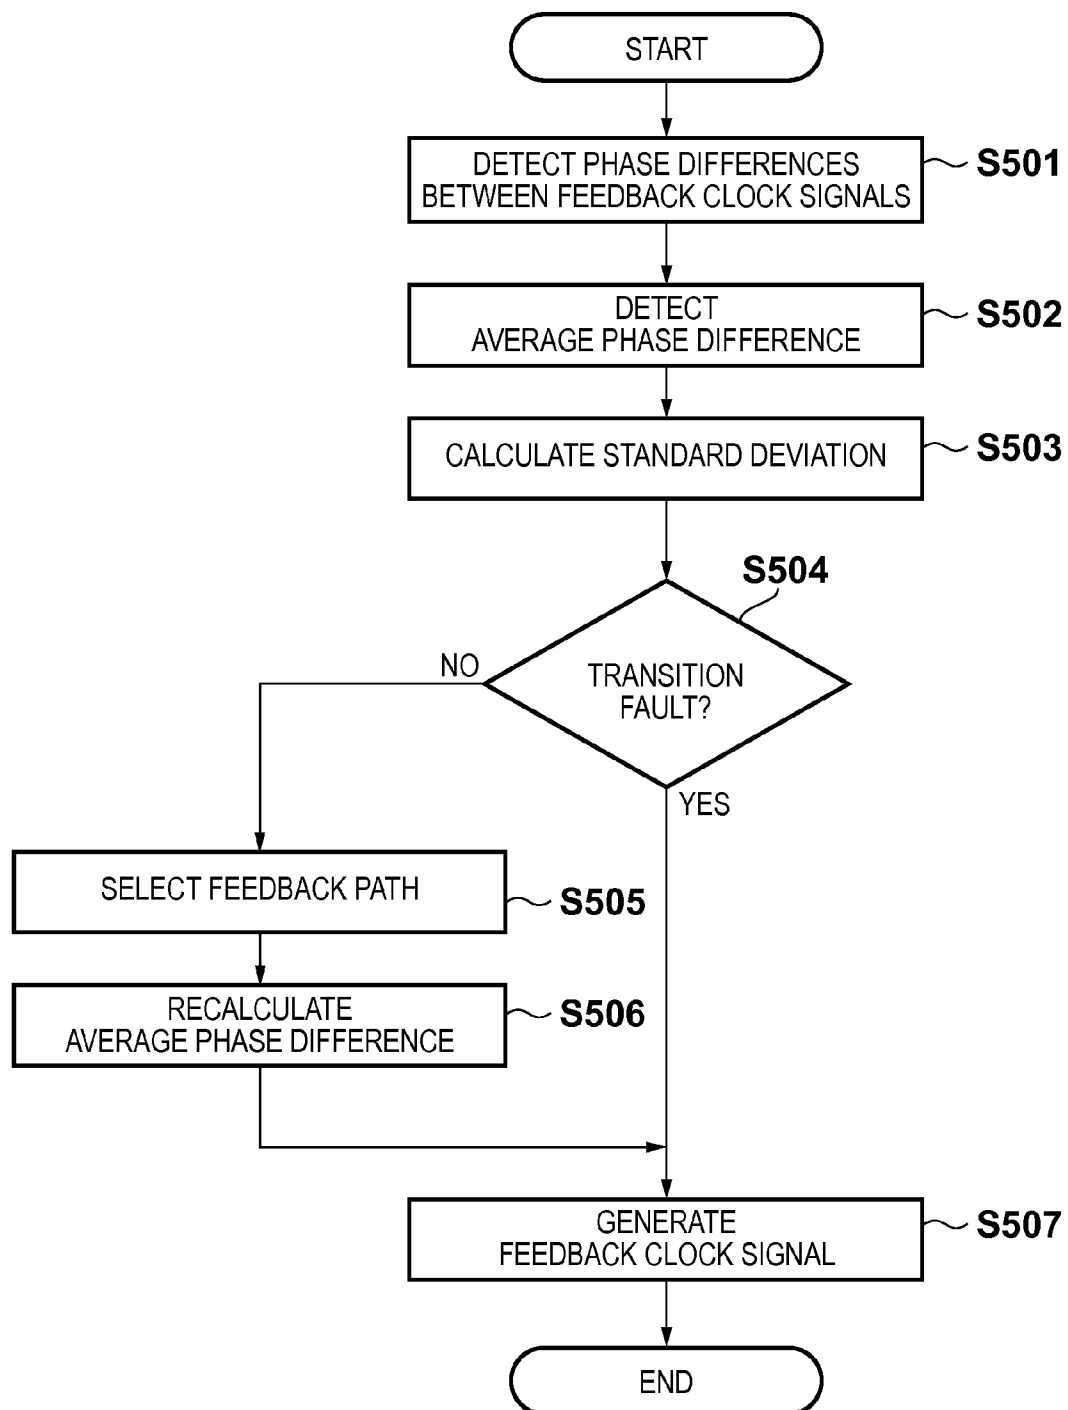 START
DETECT PHASE DIFFERENCES
BETWEEN FEEDBACK CLOCK SIGNALS
S501
DETECT
AVERAGE PHASE DIFFERENCE
S502
CALCULATE STANDARD DEVIATION
S503
S504
TRANSITION
FAULT?
NO
YES
SELECT FEEDBACK PATH
S505
RECALCULATE
AVERAGE PHASE DIFFERENCE
S506
GENERATE
FEEDBACK CLOCK SIGNAL
S507
END